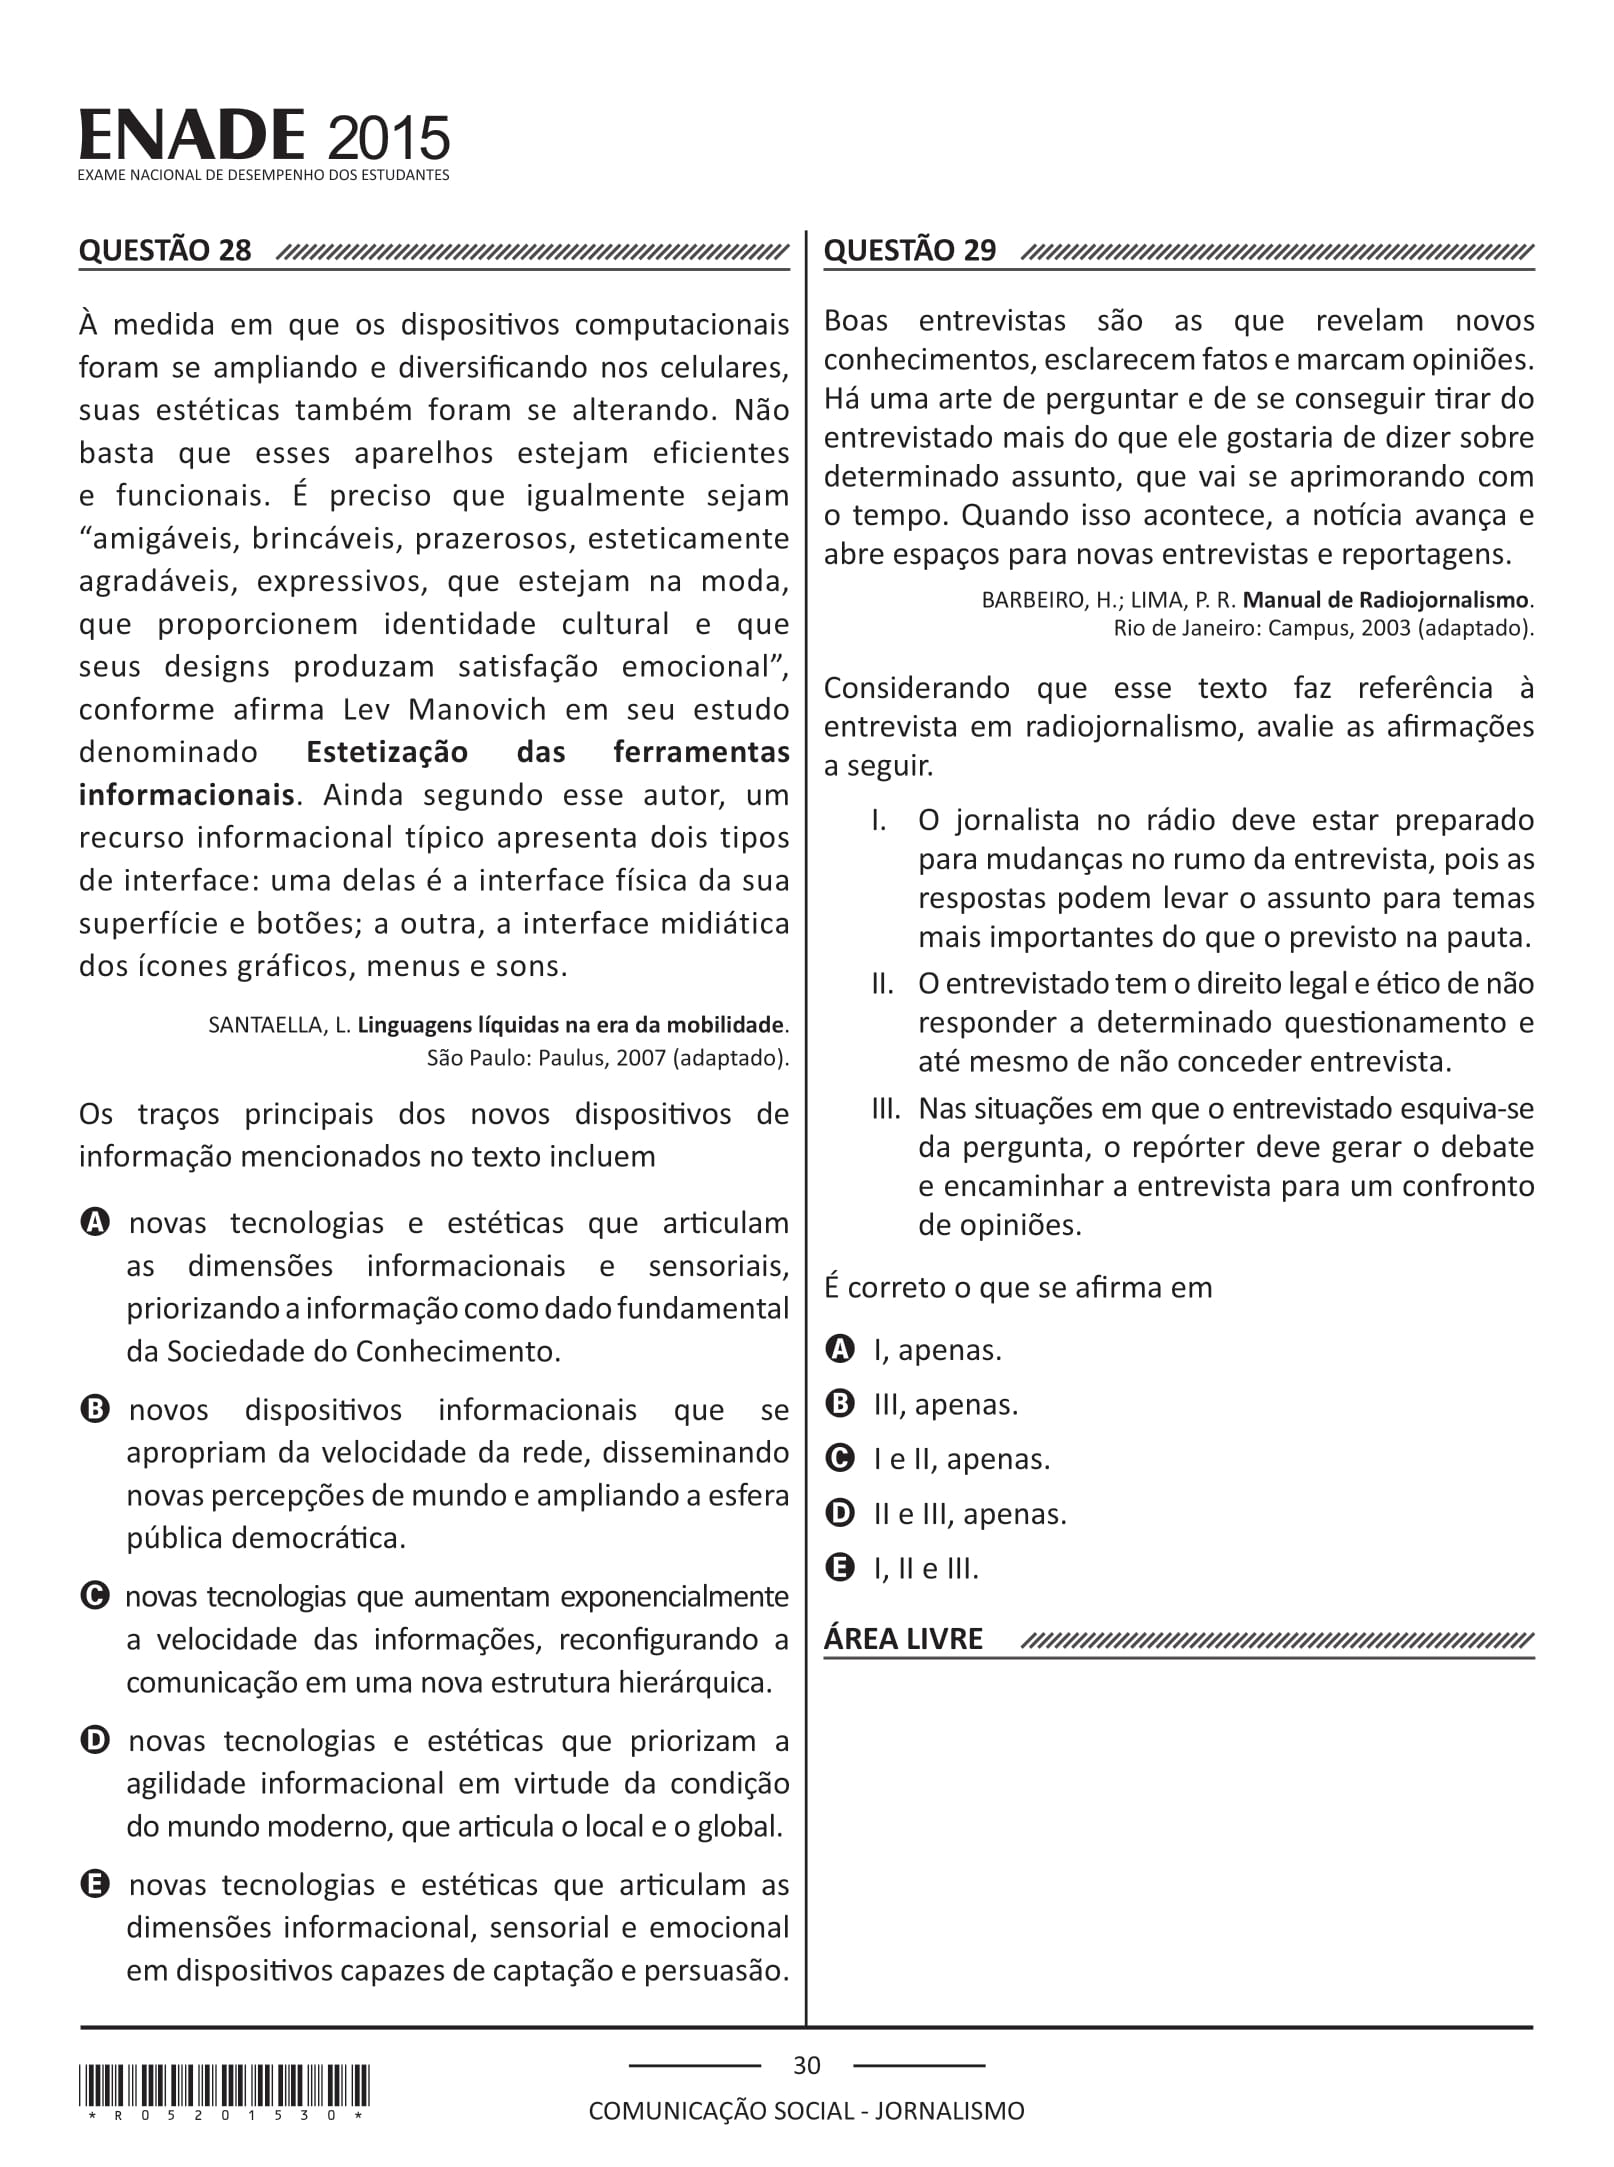 ENADE 2015
EXAME NACIONAL DE DESEMPENHO DOS ESTUDANTES
QUESTÃO 28
À medida em que os dispositivos computacionais
foram se ampliando e diversificando nos celulares,
suas estéticas também foram se alterando. Não
basta que esses aparelhos estejam eficientes
e funcionais. É preciso que igualmente sejam
“amigáveis, brincáveis, prazerosos, esteticamente
agradáveis, expressivos, que estejam na moda,
que proporcionem identidade cultural e que
seus designs produzam satisfação emocional”,
conforme afirma Lev Manovich em seu estudo
denominado Estetização das ferramentas
informacionais. Ainda segundo esse autor, um
recurso informacional típico apresenta dois tipos
de interface: uma delas é a interface física da sua
superfície e botões; a outra, a interface midiática
dos ícones gráficos, menus e sons.
SANTAELLA, L. Linguagens líquidas na era da mobilidade.
São Paulo: Paulus, 2007 (adaptado).
Os traços principais dos novos dispositivos de
informação mencionados no texto incluem
A novas tecnologias e estéticas que articulam
as dimensões informacionais e sensoriais,
priorizando a informação como dado fundamental
da Sociedade do Conhecimento.
B novos dispositivos informacionais que se
apropriam da velocidade da rede, disseminando
novas percepções de mundo e ampliando a esfera
pública democrática.
C novas tecnologias que aumentam exponencialmente
a velocidade das informações, reconfigurando a
comunicação em uma nova estrutura hierárquica.
D novas tecnologias e estéticas que priorizam a
agilidade informacional em virtude da condição
do mundo moderno, que articula o local e o global.
E novas tecnologias e estéticas que articulam as
dimensões informacional, sensorial e emocional
em dispositivos capazes de captação e persuasão.
QUESTÃO 29
Boas entrevistas são as que revelam novos
conhecimentos, esclarecem fatos e marcam opiniões.
Há uma arte de perguntar e de se conseguir tirar do
entrevistado mais do que ele gostaria de dizer sobre
determinado assunto, que vai se aprimorando com
o tempo. Quando isso acontece, a notícia avança e
abre espaços para novas entrevistas e reportagens.
BARBEIRO, H.; LIMA, P. R. Manual de Radiojornalismo.
Rio de Janeiro: Campus, 2003 (adaptado).
Considerando que esse texto faz referência à
entrevista em radiojornalismo, avalie as afirmações
a seguir.
I. O jornalista no rádio deve estar preparado
para mudanças no rumo da entrevista, pois as
respostas podem levar o assunto para temas
mais importantes do que o previsto na pauta.
II. O entrevistado tem o direito legal e ético de não
responder a determinado questionamento e
até mesmo de não conceder entrevista.
III. Nas situações em que o entrevistado esquiva-se
da pergunta, o repórter deve gerar o debate
e encaminhar a entrevista para um confronto
de opiniões.
É correto o que se afirma em
A I, apenas.
B III, apenas.
C I e II, apenas.
D II e III, apenas.
E I, II e III.
ÁREA LIVRE
*R05201530*
30
COMUNICAÇÃO SOCIAL - JORNALISMO